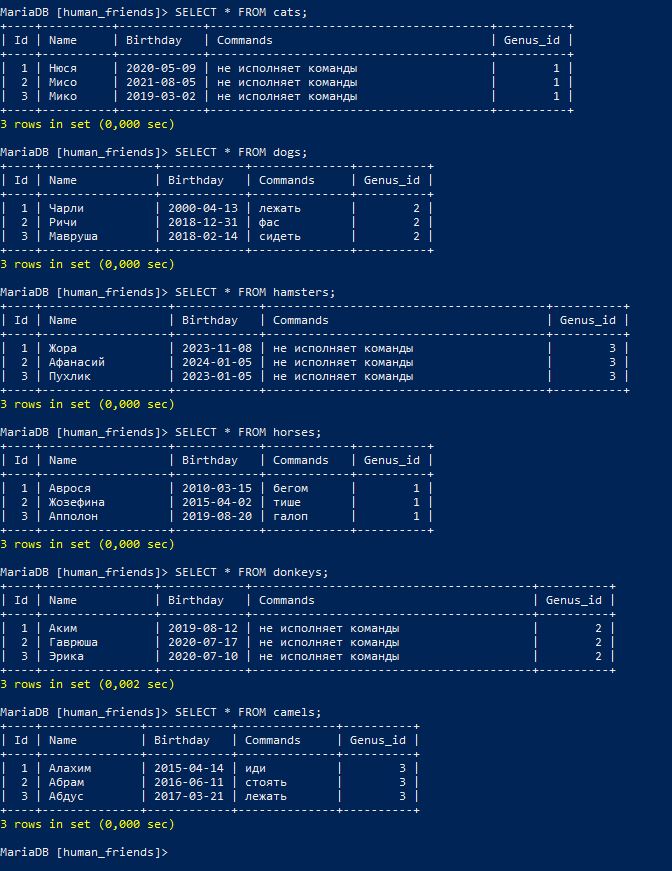 MariaDB [human_friends]> SELECT * FROM cats;
+----+----------+------------+----------------------------------------+----------+
| Id | Name     | Birthday   | Commands                               | Genus_id |
+----+----------+------------+----------------------------------------+----------+
|  1 | Нюся     | 2020-05-09 | не исполняет команды                   |        1 |
|  2 | Мисо     | 2021-08-05 | не исполняет команды                   |        1 |
|  3 | Мико     | 2019-03-02 | не исполняет команды                   |        1 |
+----+----------+------------+----------------------------------------+----------+
3 rows in set (0,000 sec)
MariaDB [human_friends]> SELECT * FROM dogs;
+----+----------------+------------+--------------+----------+
| Id | Name           | Birthday   | Commands     | Genus_id |
+----+----------------+------------+--------------+----------+
|  1 | Чарли          | 2000-04-13 | лежать       |        2 |
|  2 | Ричи           | 2018-12-31 | фас          |        2 |
|  3 | Мавруша        | 2018-02-14 | сидеть       |        2 |
+----+----------------+------------+--------------+----------+
3 rows in set (0,000 sec)
MariaDB [human_friends]> SELECT * FROM hamsters;
+----+------------------+------------+----------------------------------------+----------+
| Id | Name             | Birthday   | Commands                               | Genus_id |
+----+------------------+------------+----------------------------------------+----------+
|  1 | Жора             | 2023-11-08 | не исполняет команды                   |        3 |
|  2 | Афанасий         | 2024-01-05 | не исполняет команды                   |        3 |
|  3 | Пухлик           | 2023-01-05 | не исполняет команды                   |        3 |
+----+------------------+------------+----------------------------------------+----------+
3 rows in set (0,000 sec)
MariaDB [human_friends]> SELECT * FROM horses;
+----+------------------+------------+------------+----------+
| Id | Name             | Birthday   | Commands   | Genus_id |
+----+------------------+------------+------------+----------+
|  1 | Аврося           | 2010-03-15 | бегом      |        1 |
|  2 | Жозефина         | 2015-04-02 | тише       |        1 |
|  3 | Апполон          | 2019-08-20 | галоп      |        1 |
+----+------------------+------------+------------+----------+
3 rows in set (0,000 sec)
MariaDB [human_friends]> SELECT * FROM donkeys;
+----+----------------+------------+----------------------------------------+----------+
| Id | Name           | Birthday   | Commands                               | Genus_id |
+----+----------------+------------+----------------------------------------+----------+
|  1 | Аким           | 2019-08-12 | не исполняет команды                   |        2 |
|  2 | Гаврюша        | 2020-07-17 | не исполняет команды                   |        2 |
|  3 | Эрика          | 2020-07-10 | не исполняет команды                   |        2 |
+----+----------------+------------+----------------------------------------+----------+
3 rows in set (0,002 sec)
MariaDB [human_friends]> SELECT * FROM camels;
+----+--------------+------------+--------------+----------+
| Id | Name         | Birthday   | Commands     | Genus_id |
+----+--------------+------------+--------------+----------+
|  1 | Алахим       | 2015-04-14 | иди          |        3 |
|  2 | Абрам        | 2016-06-11 | стоять       |        3 |
|  3 | Абдус        | 2017-03-21 | лежать       |        3 |
+----+--------------+------------+--------------+----------+
3 rows in set (0,000 sec)
MariaDB [human_friends]>